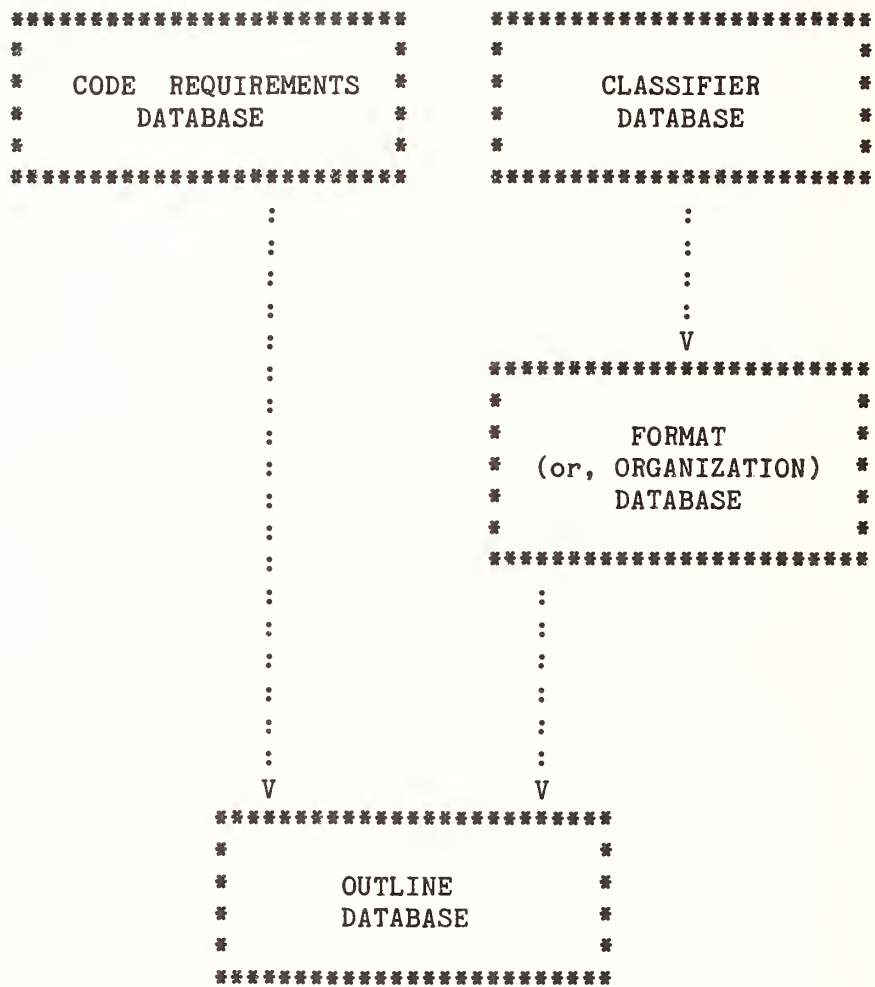 CODE REQUIREMENTS
DATABASE
CLASSIFIER
DATABASE
V
FORMAT
(or, ORGANIZATION)
DATABASE
V V
OUTLINE
DATABASE